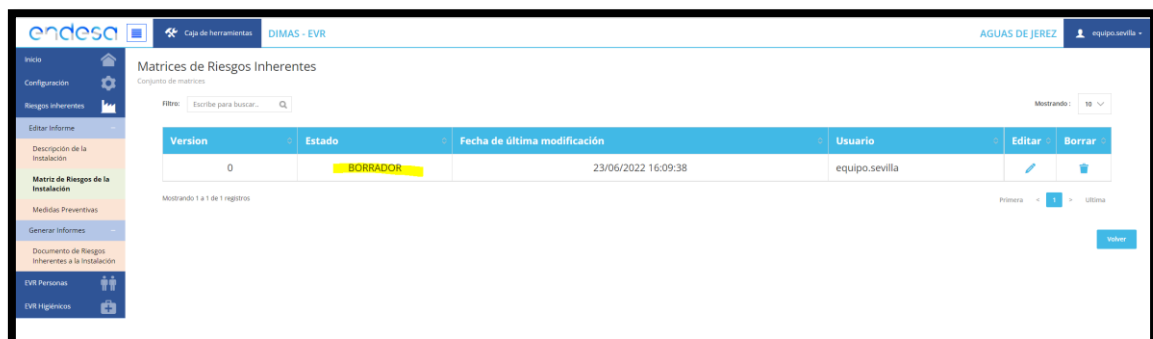 endesa
Caja de herramientas
DIMAS - EVR
AGUAS DE JEREZ
equipo.sevilla
Inicio
Configuración
Riesgos inherentes
Editar Informe
Descripción de la
Instalación
Matriz de Riesgos de la
Instalación
Medidas Preventivas
Generar Informes
Documento de Riesgos
Inherentes a la Instalación
EVR Personas
EVR Higiénicos
Matrices de Riesgos Inherentes
Conjunto de matrices
Filtro: Escribe para buscar..
Mostrando : 10
Version Estado Fecha de última modificación Usuario Editar Borrar
0 BORRADOR 23/06/2022 16:09:38 equipo.sevilla
Mostrando 1 a 1 de 1 registros
Primera < 1 > Ultima
Volver